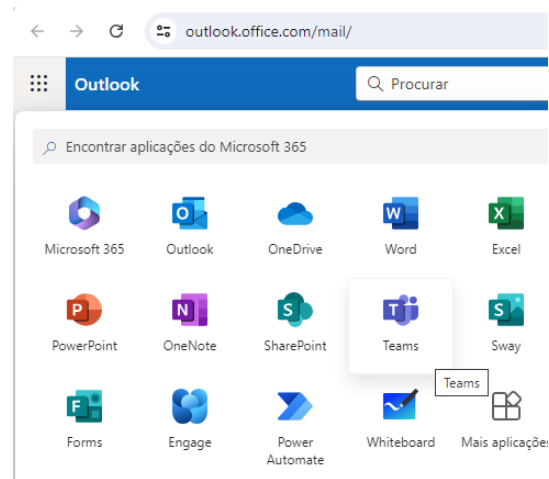 outlook.office.com/mail/
Outlook
Procurar
Encontrar aplicações do Microsoft 365
Microsoft 365
Outlook
OneDrive
Word
Excel
PowerPoint
OneNote
SharePoint
Teams
Sway
Teams
Forms
Engage
Power
Automate
Whiteboard
Mais aplicações